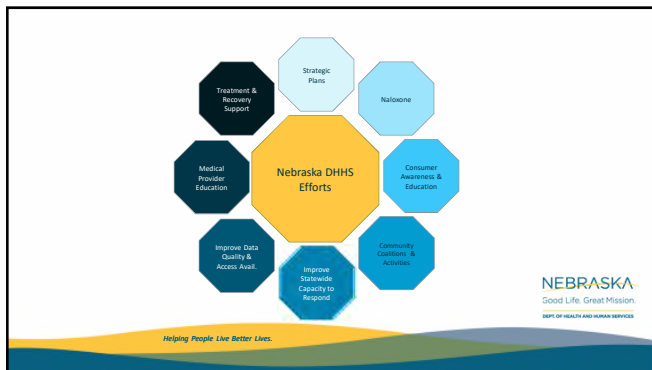 Strategic
Plans
Naloxone
Consumer
Awareness &
Education
Community
Coalitions &
Activities
Improve
Statewide
Capacity to
Respond
Improve Data
Quality &
Access Avail.
Medical
Provider
Education
Treatment &
Recovery
Support
Nebraska DHHS
Efforts
NEBRASKA
Good Life. Great Mission.
DEPT. OF HEALTH AND HUMAN SERVICES
Helping People Live Better Lives.